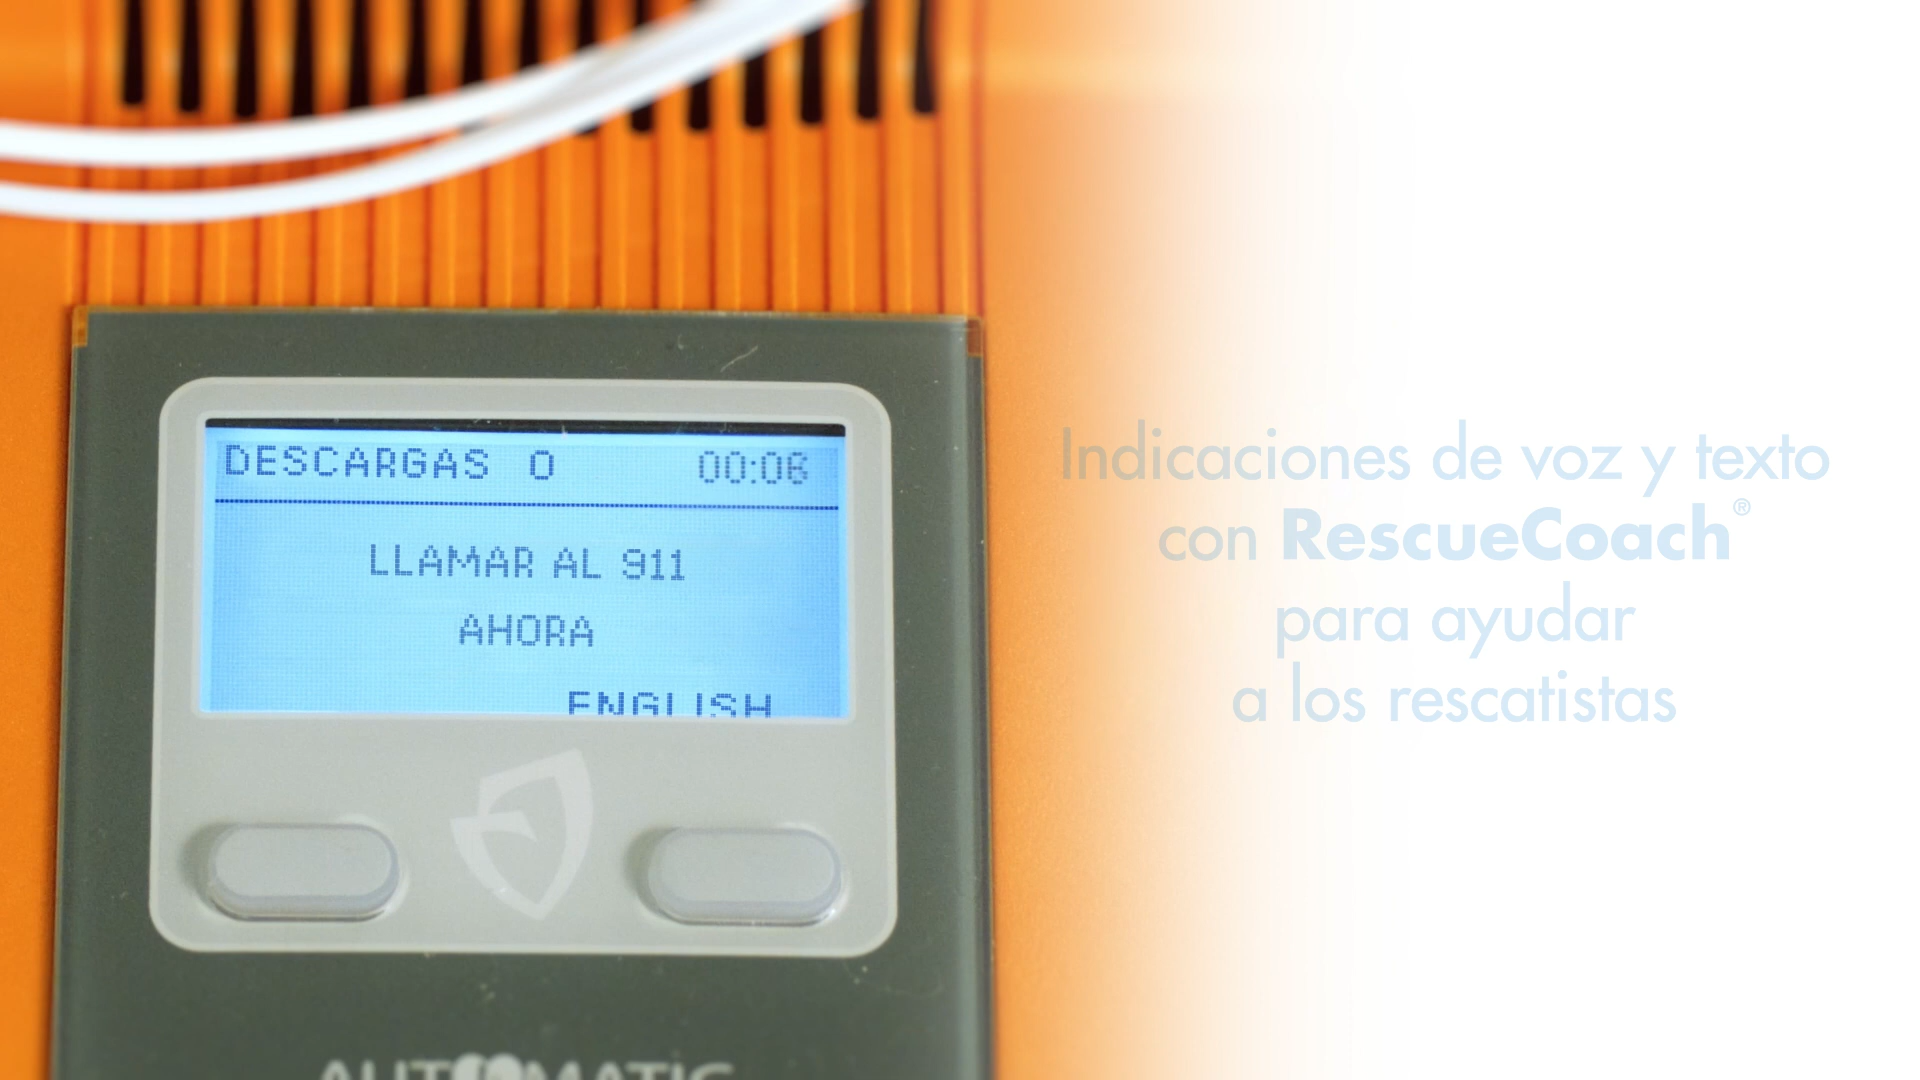 DESCARGAS 0 00:06
LLAMAR AL 911
AHORA
ENGLISH
AUTOMATIC
Indicaciones de voz y texto
con RescueCoach®
para ayudar
a los rescatistas